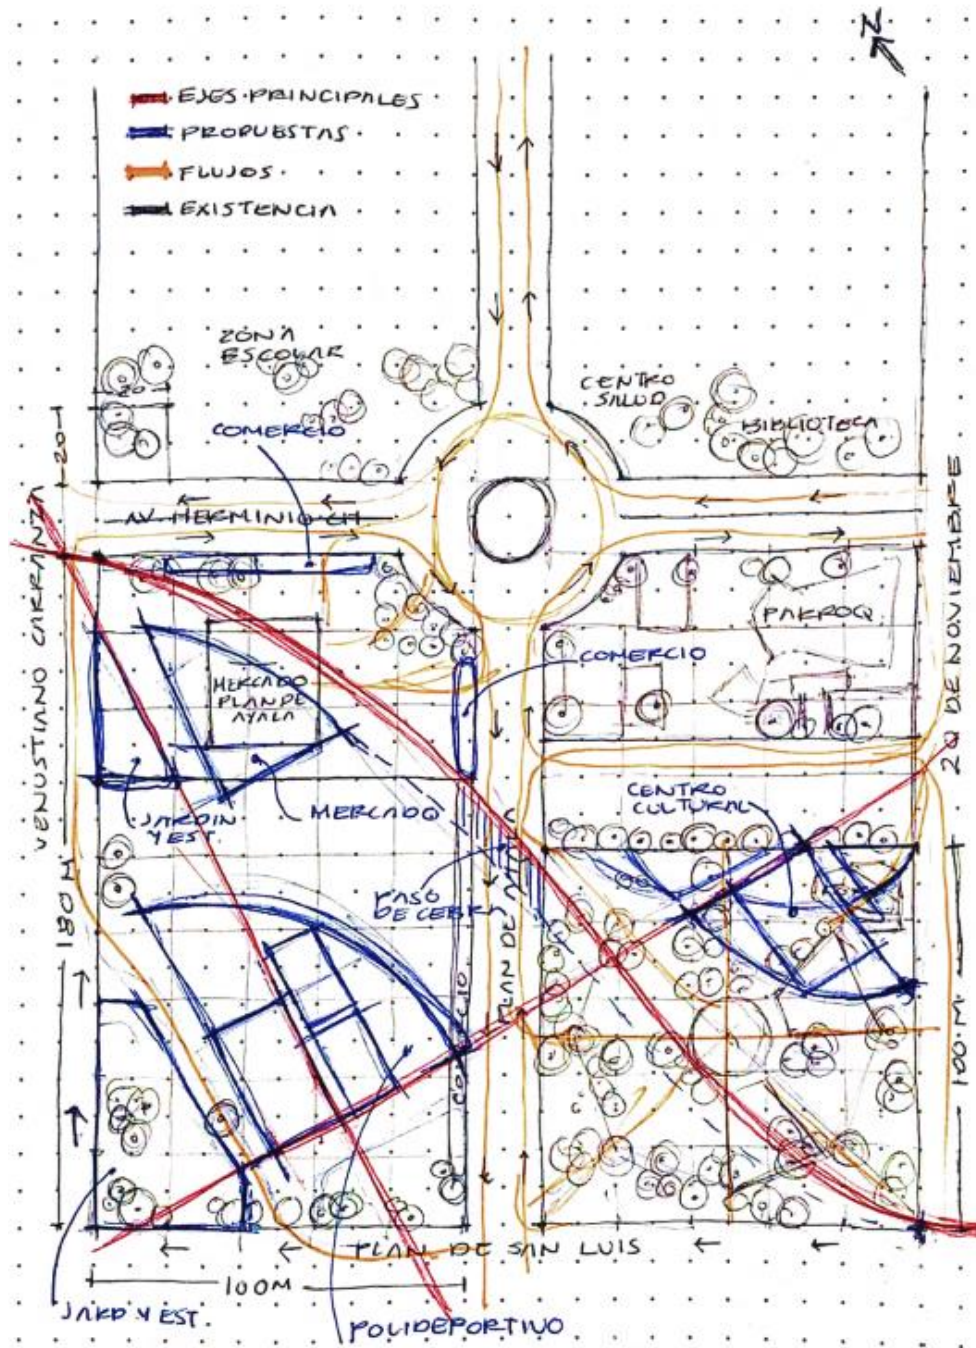 N
EJES PRINCIPALES
PROPUESTAS
FLUJOS
EXISTENCIA
ZONA
ESCOLAR
CENTRO
SALUD
BIBLIOTECA
20
20
COMERCIO
AV. HERMINIO CH
VENUSTIANO CARRANZA
20 DE NOVIEMBRE
PARROQ.
COMERCIO
MERCADO
PLAN DE
AYALA
CENTRO
CULTURAL
JARDIN
Y EST.
MERCADO
PASO
DE CEBRA
PLAN DE AYALA
180 M
100 M
COMERCIO
PLAN DE SAN LUIS
100M
JARD Y EST.
POLIDEPORTIVO